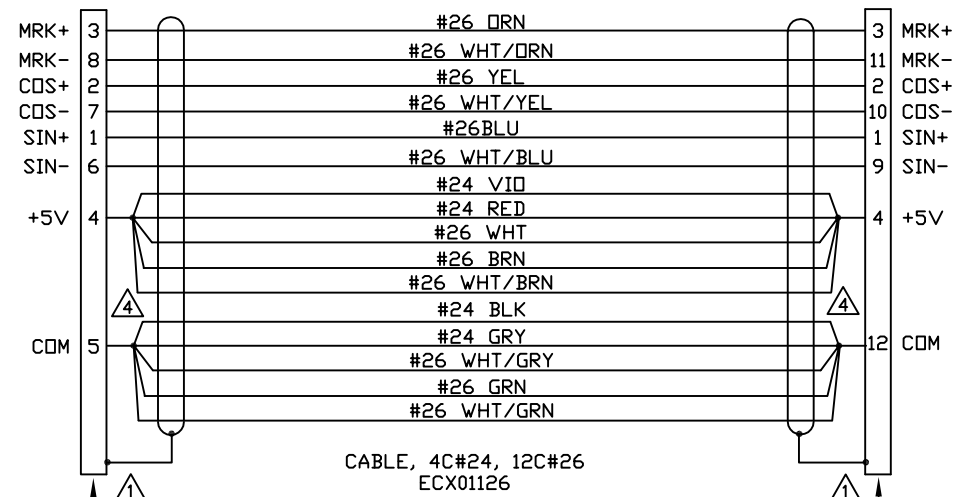 MRK+ 3 #26 ORN 3 MRK+
MRK- 8 #26 WHT/ORN 11 MRK-
COS+ 2 #26 YEL 2 COS+
COS- 7 #26 WHT/YEL 10 COS-
SIN+ 1 #26BLU 1 SIN+
SIN- 6 #26 WHT/BLU 9 SIN-
#24 VIO
+5V 4 #24 RED 4 +5V
#26 WHT
#26 BRN
#26 WHT/BRN
4 #24 BLK 4
COM 5 #24 GRY 12 COM
#26 WHT/GRY
#26 GRN
#26 WHT/GRN
CABLE, 4C#24, 12C#26
1 ECX01126 1